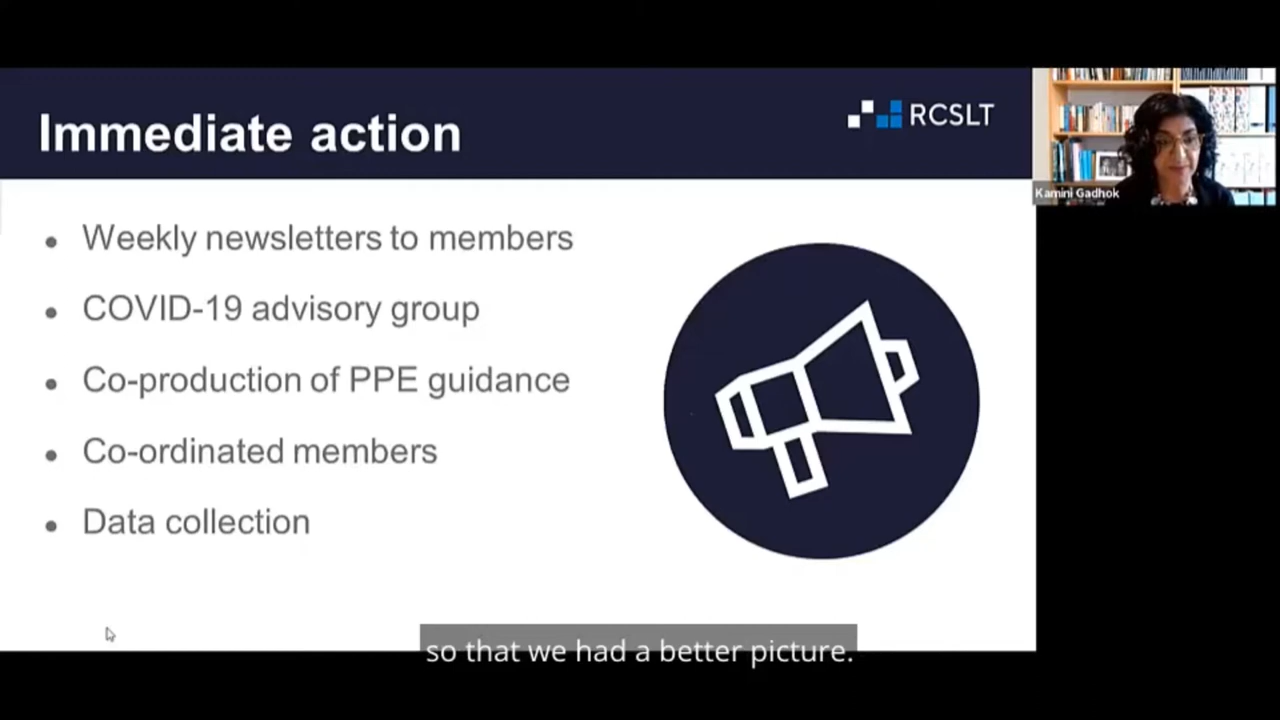 Immediate action
RCSLT
Kamini Gadhok
Weekly newsletters to members
COVID-19 advisory group
Co-production of PPE guidance
Co-ordinated members
Data collection
so that we had a better picture.